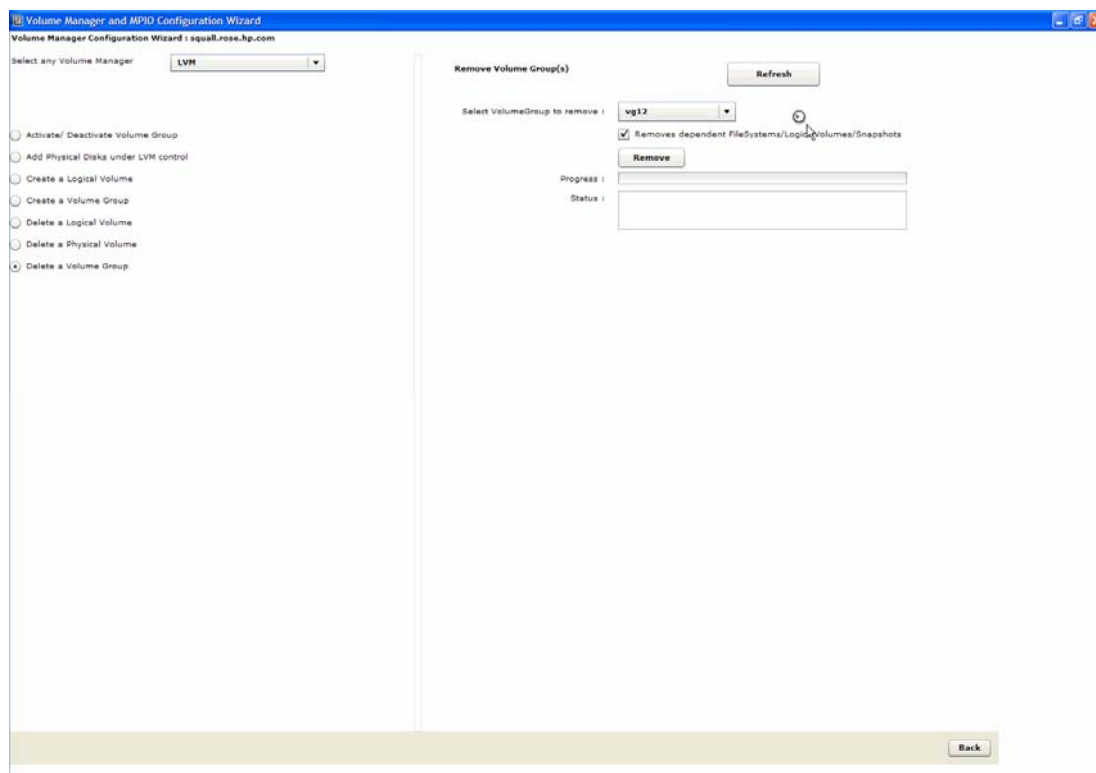 Volume Manager and MPIO Configuration Wizard
Volume Manager Configuration Wizard : squall.rose.hp.com
Select any Volume Manager
LVM
Activate/ Deactivate Volume Group
Add Physical Disks under LVM control
Create a Logical Volume
Create a Volume Group
Delete a Logical Volume
Delete a Physical Volume
Delete a Volume Group
Remove Volume Group(s)
Refresh
Select VolumeGroup to remove :
vg12
Removes dependent FileSystems/LogicalVolumes/Snapshots
Remove
Progress :
Status :
Back